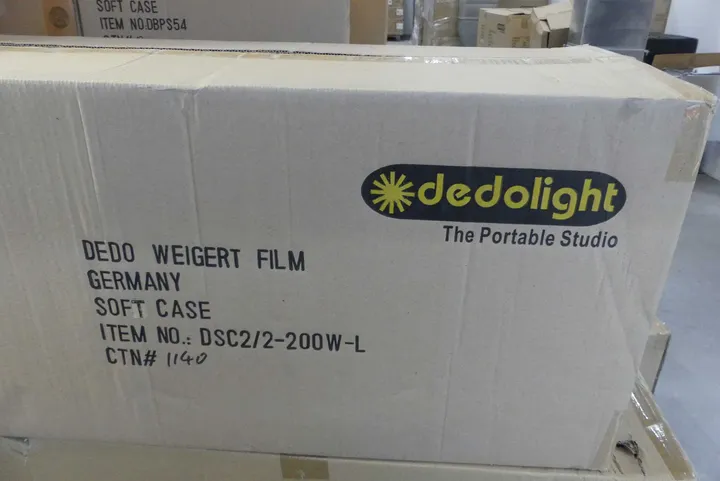 SOFT CASE
ITEM NO.DBPS54
CTN#
dedolight
The Portable Studio
DEDO WEIGERT FILM
GERMANY
SOFT CASE
ITEM NO.: DSC2/2-200W-L
CTN# 1140